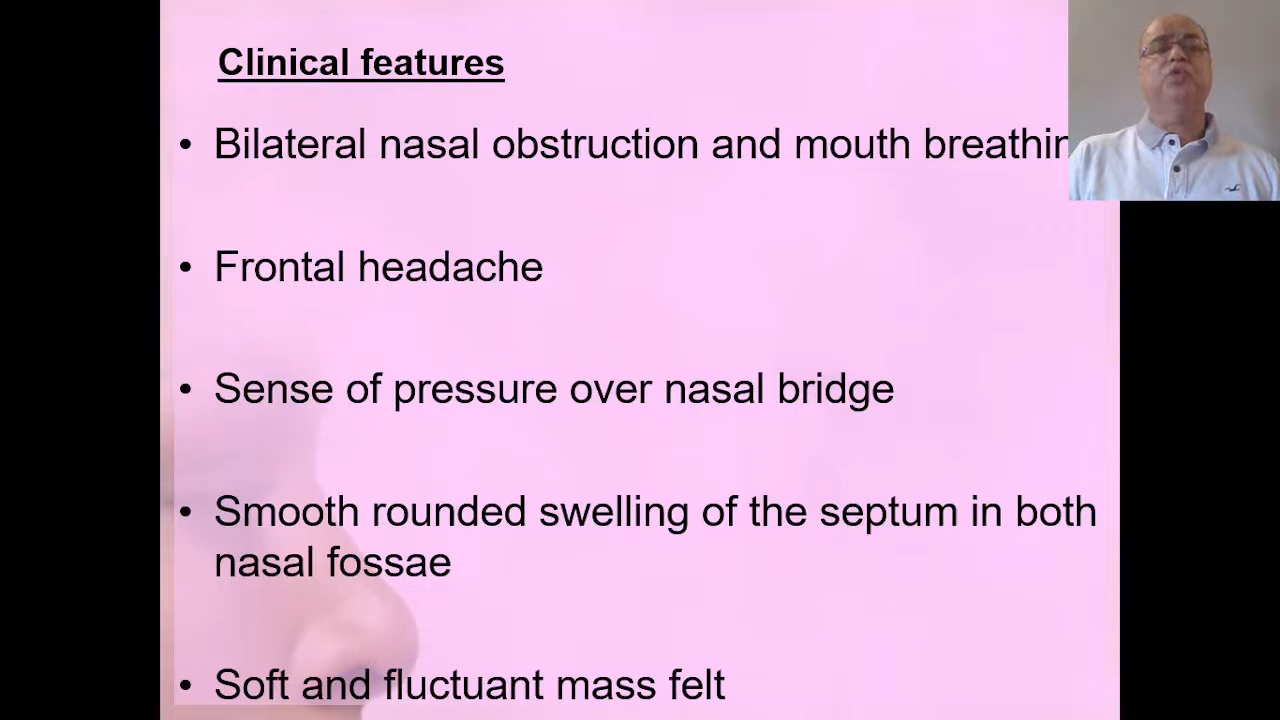 Clinical features
• Bilateral nasal obstruction and mouth
• Frontal headache
• Sense of pressure over nasal bridge
• Smooth rounded swelling of the septum in both
nasal fossae
• Soft and fluctuant mass felt